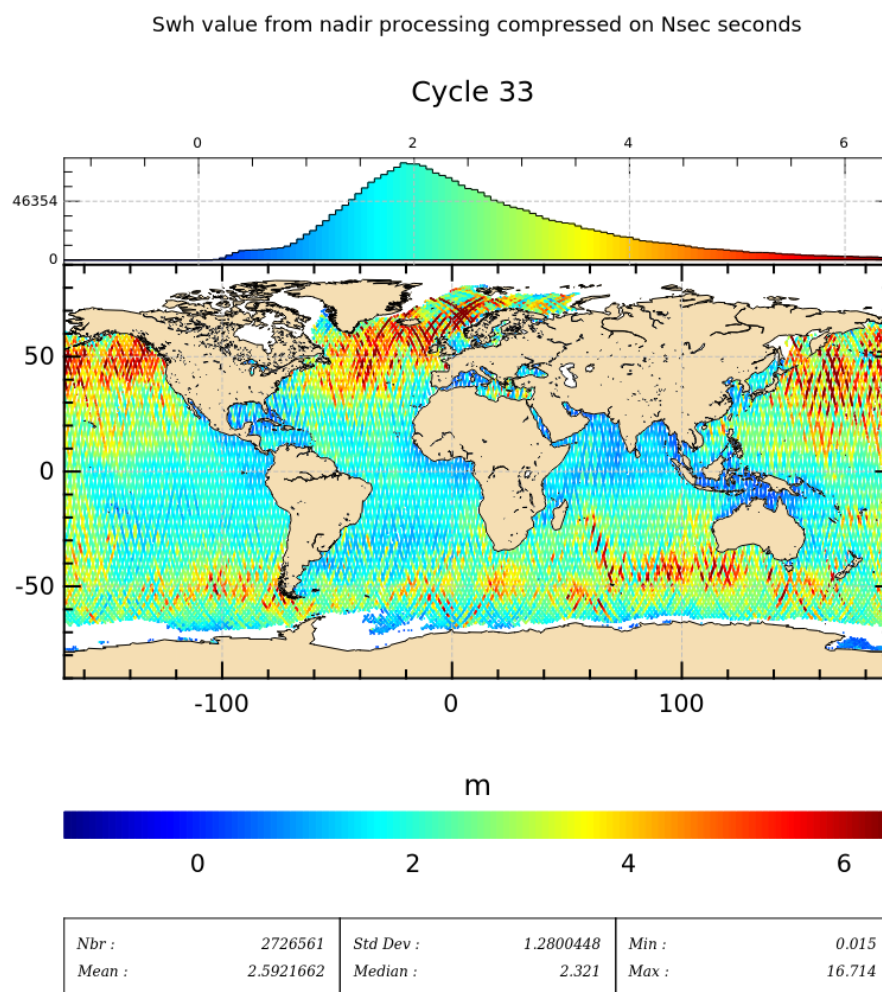 Swh value from nadir processing compressed on Nsec seconds
Cycle 33
0 2 4 6
46354
0
50
0
-50
-100 0 100
m
0 2 4 6
Nbr : 2726561 Std Dev : 1.2800448 Min : 0.015
Mean : 2.5921662 Median : 2.321 Max : 16.714